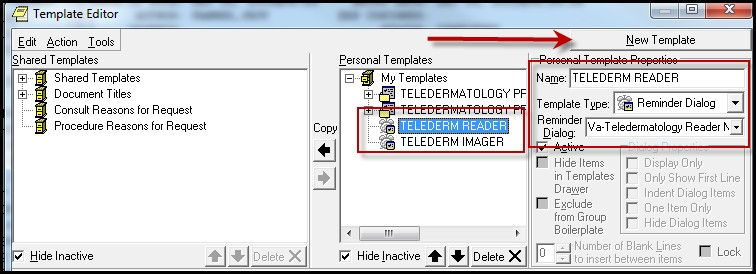 Template Editor
Edit Action Tools
New Template
Shared Templates
Shared Templates
Document Titles
Consult Reasons for Request
Procedure Reasons for Request
Hide Inactive
Delete
Copy
Personal Templates
My Templates
TELEDERMATOLOGY PF
TELEDERMATOLOGY PF
TELEDERM READER
TELEDERM IMAGER
Hide Inactive
Delete
Personal Template Properties
Name: TELEDERM READER
Template Type: Reminder Dialog
Reminder
Dialog: Va-Teledermatology Reader N
Active
Hide Items
in Templates
Drawer
Exclude
from Group
Boilerplate
Dialog Properties
Display Only
Only Show First Line
Indent Dialog Items
One Item Only
Hide Dialog Items
0 Number of Blank Lines
to insert between items
Lock